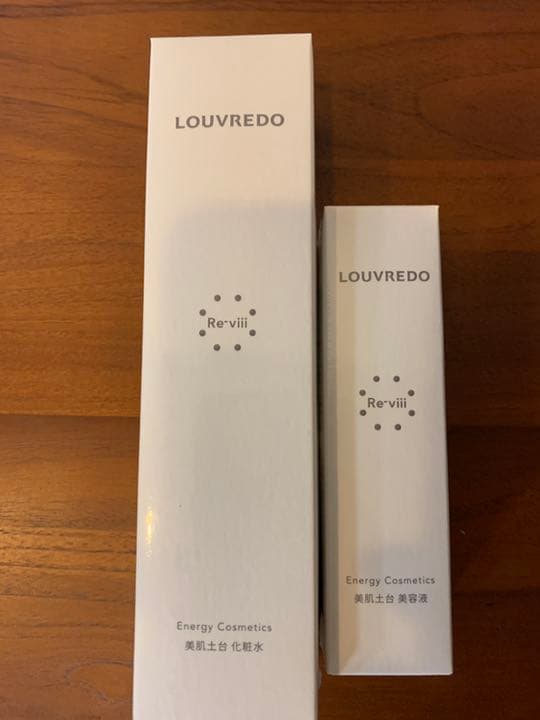 LOUVREDO
Re-viii
Energy Cosmetics
美肌土台 化粧水
LOUVREDO
Re-viii
Energy Cosmetics
美肌土台 美容液